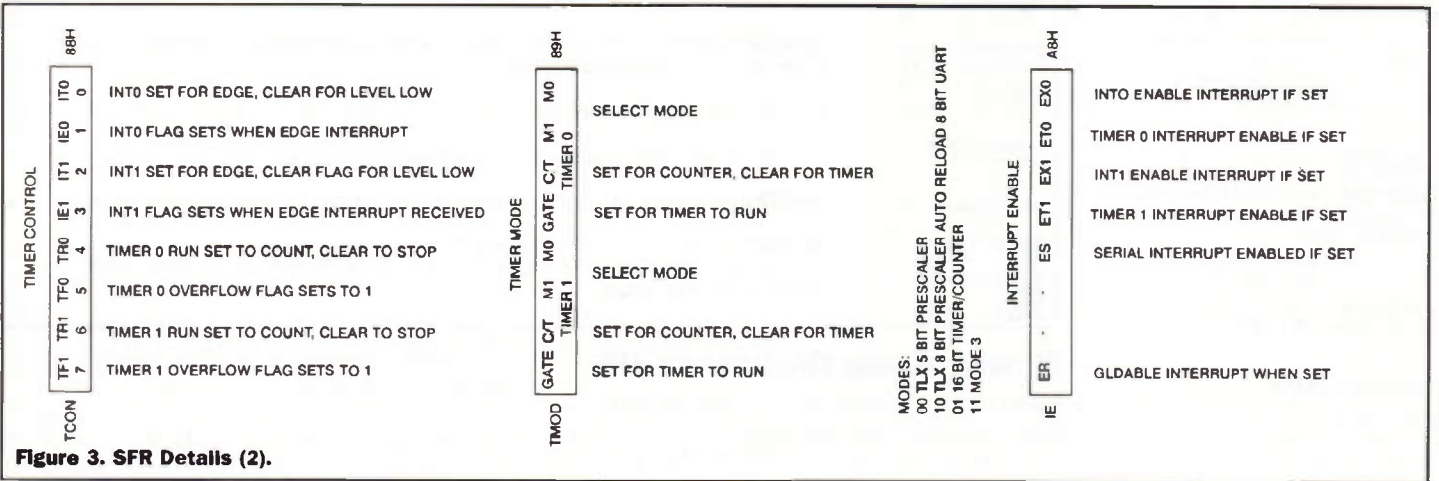 TIMER CONTROL
TCON
88H
IT0 0 INT0 SET FOR EDGE, CLEAR FOR LEVEL LOW
IE0 1 INT0 FLAG SETS WHEN EDGE INTERRUPT
IT1 2 INT1 SET FOR EDGE, CLEAR FLAG FOR LEVEL LOW
IE1 3 INT1 FLAG SETS WHEN EDGE INTERRUPT RECEIVED
TR0 4 TIMER 0 RUN SET TO COUNT, CLEAR TO STOP
TF0 5 TIMER 0 OVERFLOW FLAG SETS TO 1
TR1 6 TIMER 1 RUN SET TO COUNT, CLEAR TO STOP
TF1 7 TIMER 1 OVERFLOW FLAG SETS TO 1
TIMER MODE
TMOD
89H
GATE C/T M1 M0 GATE C/T M1 M0
TIMER 1
TIMER 0
SELECT MODE
SET FOR COUNTER, CLEAR FOR TIMER
SET FOR TIMER TO RUN
SELECT MODE
SET FOR COUNTER, CLEAR FOR TIMER
SET FOR TIMER TO RUN
MODES:
00 TLX 5 BIT PRESCALER
10 TLX 8 BIT PRESCALER AUTO RELOAD 8 BIT UART
01 16 BIT TIMER/COUNTER
11 MODE 3
INTERRUPT ENABLE
IE
A8H
EX0 INTO ENABLE INTERRUPT IF SET
ET0 TIMER 0 INTERRUPT ENABLE IF SET
EX1 INT1 ENABLE INTERRUPT IF SET
ET1 TIMER 1 INTERRUPT ENABLE IF SET
ES SERIAL INTERRUPT ENABLED IF SET
ER GLDABLE INTERRUPT WHEN SET
Figure 3. SFR Details (2).